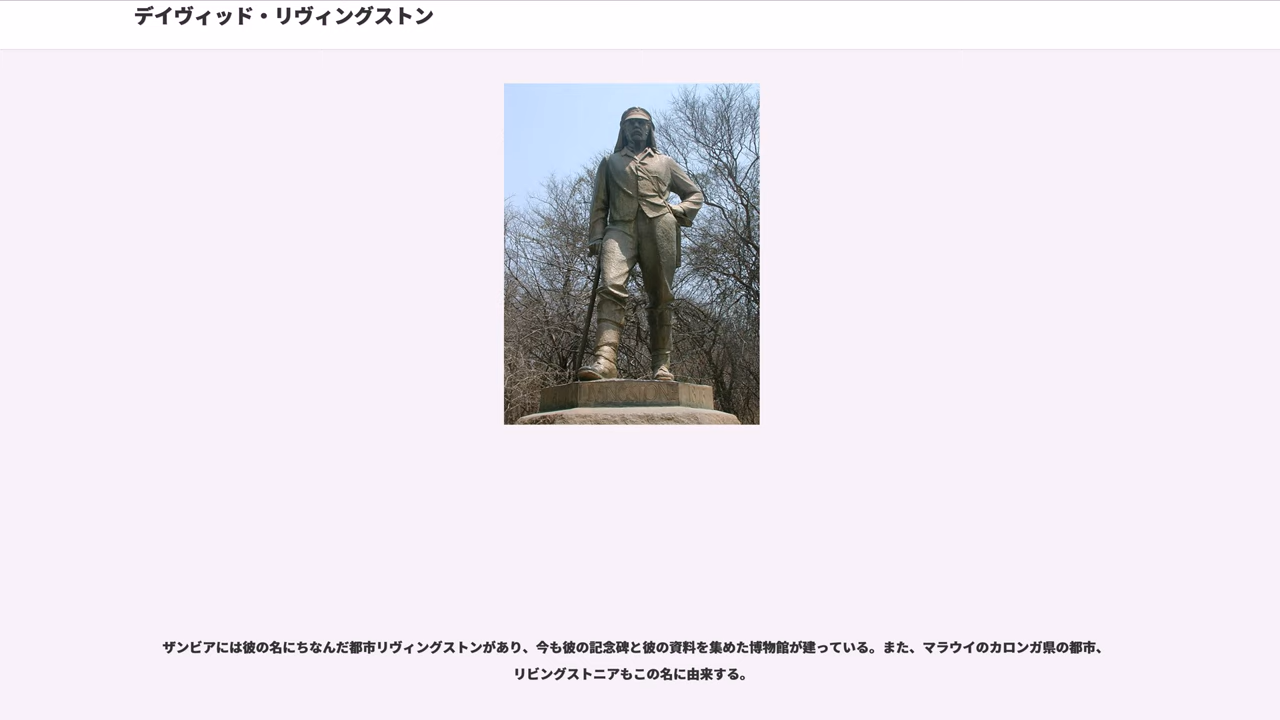 デイヴィッド・リヴィングストン
ザンビアには彼の名にちなんだ都市リヴィングストンがあり、今も彼の記念碑と彼の資料を集めた博物館が建っている。また、マラウイのカロンガ県の都市、
リビングストニアもこの名に由来する。